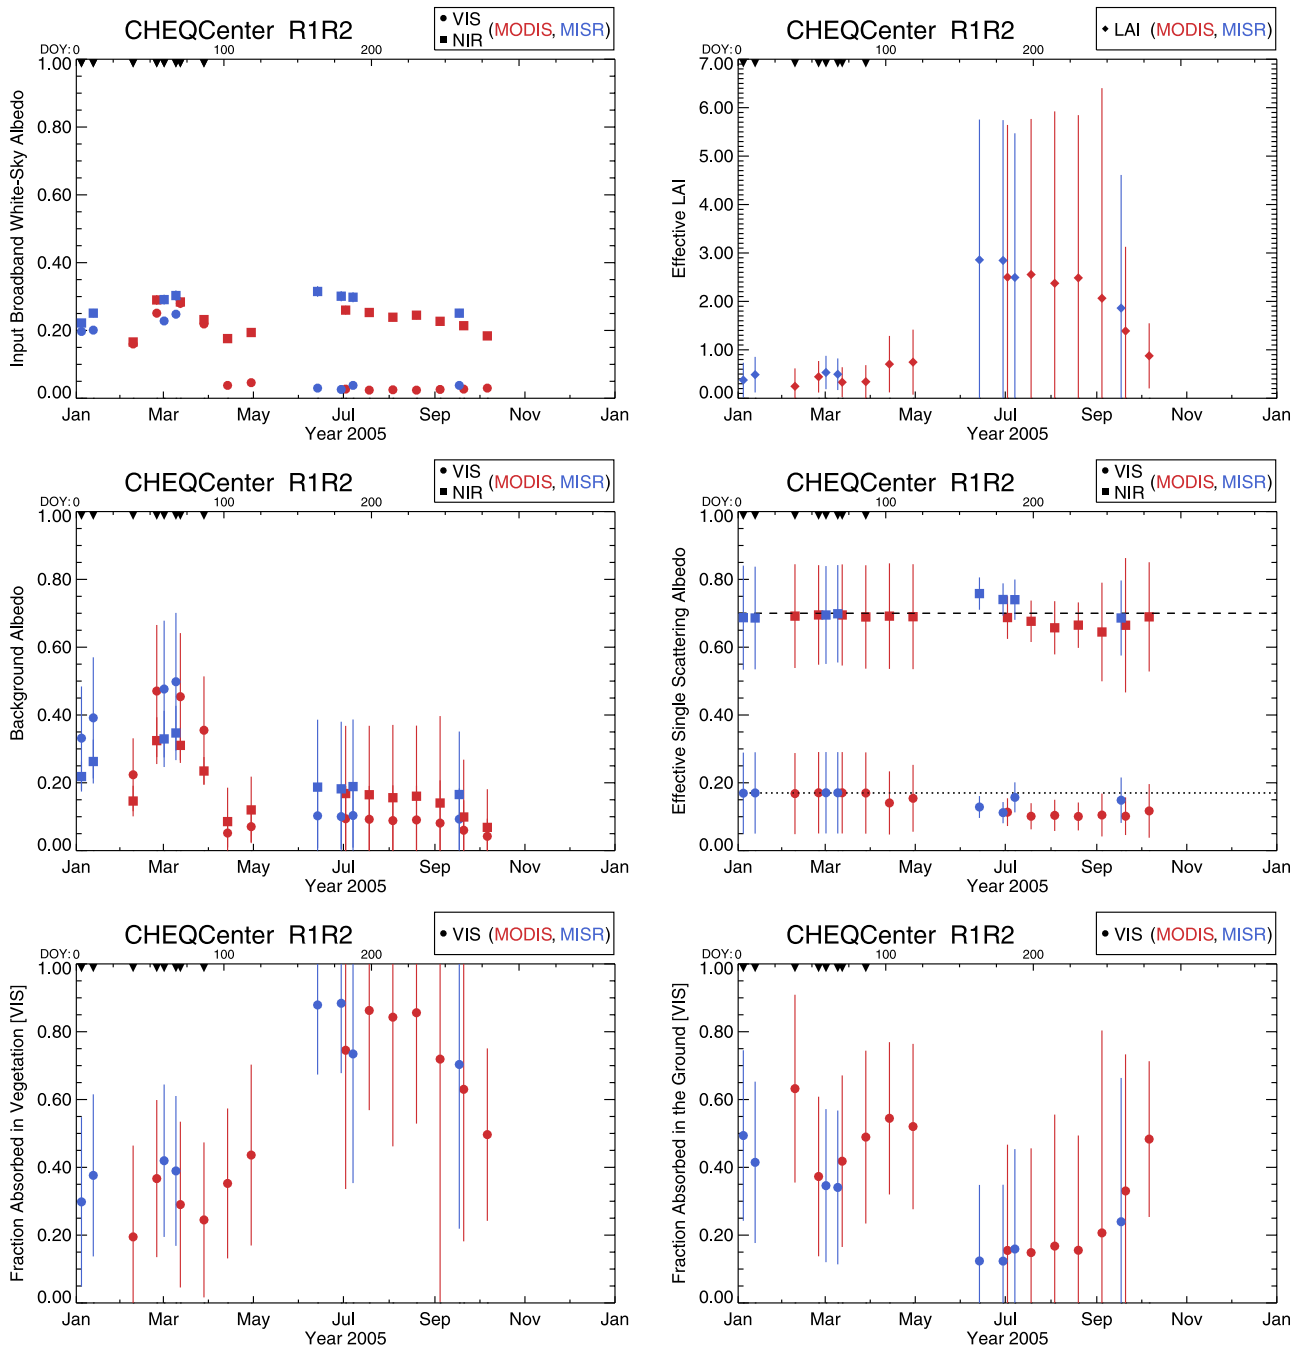 CHEQCenter R1R2
VIS
NIR
(MODIS, MISR)
DOY: 0
100
200
1.00
0.80
0.60
0.40
0.20
0.00
Input Broadband White-Sky Albedo
Jan
Mar
May
Jul
Sep
Nov
Jan
Year 2005
CHEQCenter R1R2
LAI (MODIS, MISR)
DOY: 0
100
200
7.00
6.00
5.00
4.00
3.00
2.00
1.00
0.00
Effective LAI
Jan
Mar
May
Jul
Sep
Nov
Jan
Year 2005
CHEQCenter R1R2
VIS
NIR
(MODIS, MISR)
DOY: 0
100
200
1.00
0.80
0.60
0.40
0.20
0.00
Background Albedo
Jan
Mar
May
Jul
Sep
Nov
Jan
Year 2005
CHEQCenter R1R2
VIS
NIR
(MODIS, MISR)
DOY: 0
100
200
1.00
0.80
0.60
0.40
0.20
0.00
Effective Single Scattering Albedo
Jan
Mar
May
Jul
Sep
Nov
Jan
Year 2005
CHEQCenter R1R2
VIS (MODIS, MISR)
DOY: 0
100
200
1.00
0.80
0.60
0.40
0.20
0.00
Fraction Absorbed in Vegetation [VIS]
Jan
Mar
May
Jul
Sep
Nov
Jan
Year 2005
CHEQCenter R1R2
VIS (MODIS, MISR)
DOY: 0
100
200
1.00
0.80
0.60
0.40
0.20
0.00
Fraction Absorbed in the Ground [VIS]
Jan
Mar
May
Jul
Sep
Nov
Jan
Year 2005